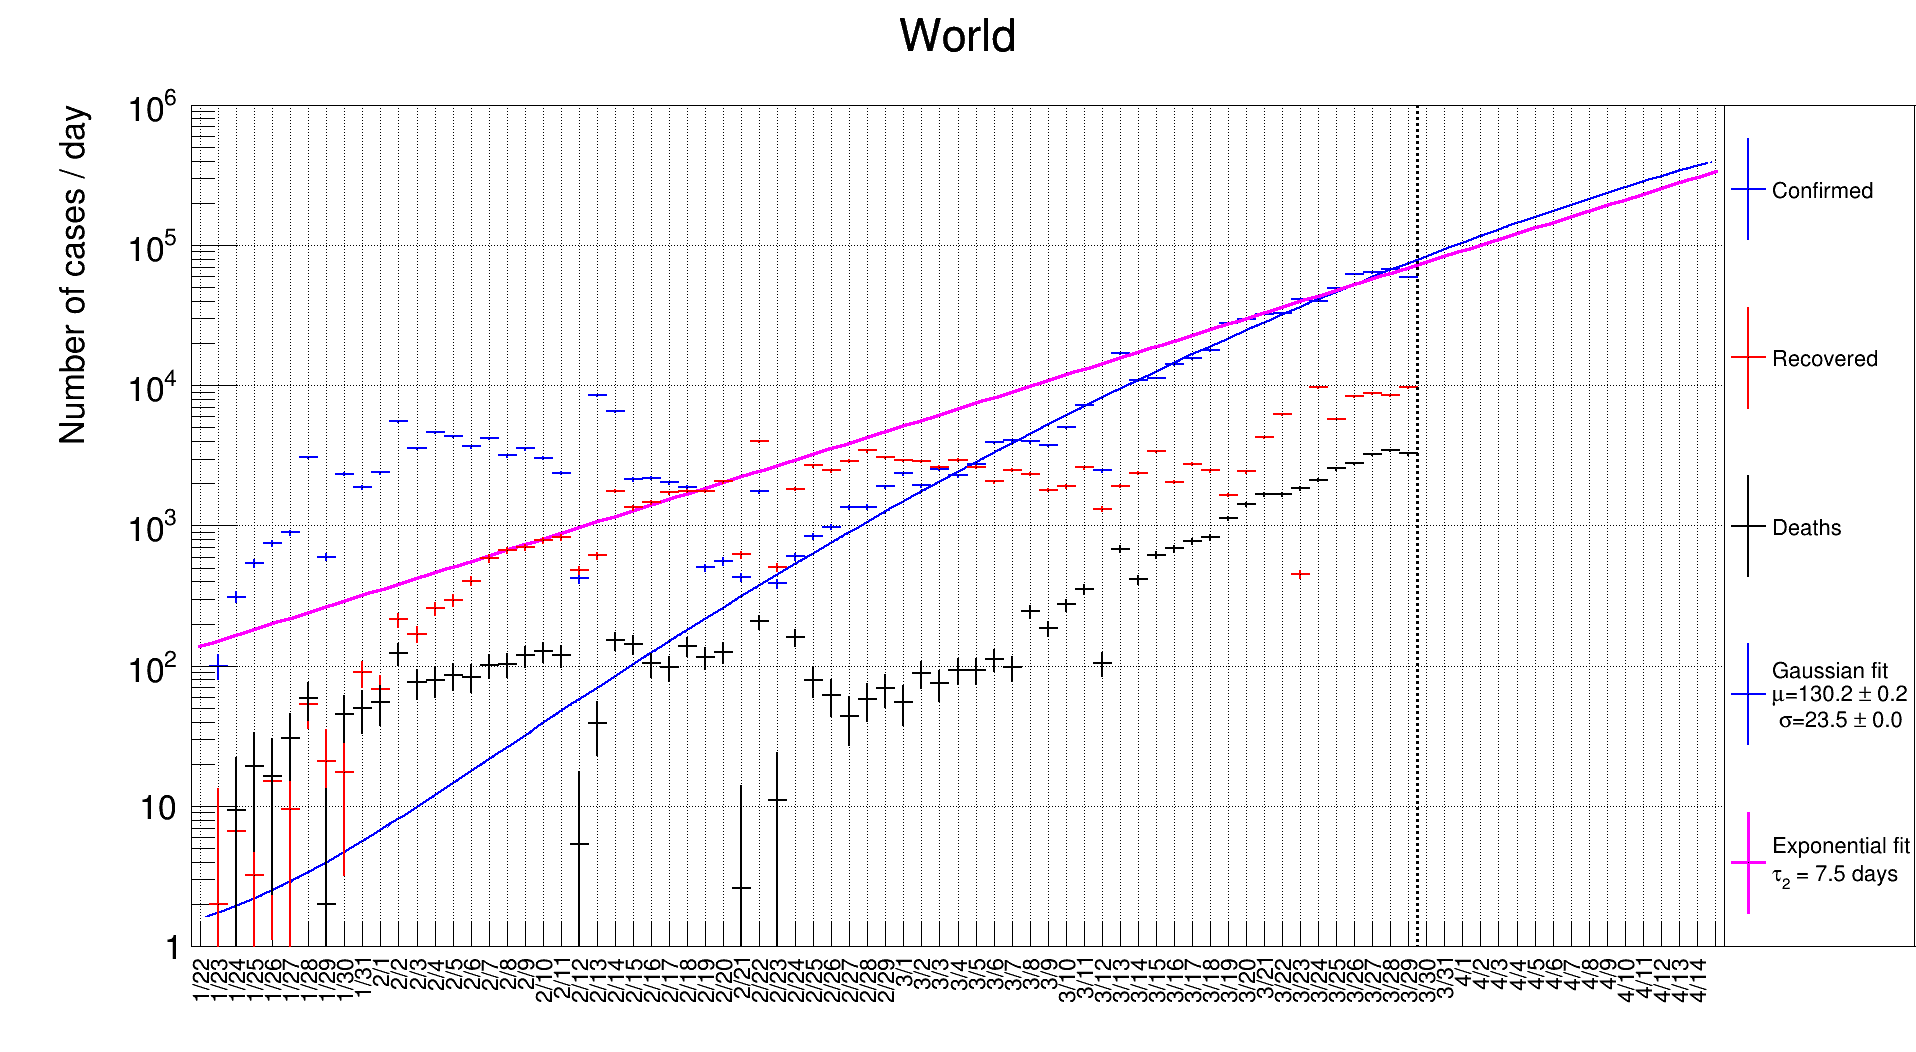 World
Number of cases / day
10^6
10^5
10^4
10^3
10^2
10
1
1/22 1/23 1/24 1/25 1/26 1/27 1/28 1/29 1/30 1/31 2/1 2/2 2/3 2/4 2/5 2/6 2/7 2/8 2/9 2/10 2/11 2/12 2/13 2/14 2/15 2/16 2/17 2/18 2/19 2/20 2/21 2/22 2/23 2/24 2/25 2/26 2/27 2/28 2/29 3/1 3/2 3/3 3/4 3/5 3/6 3/7 3/8 3/9 3/10 3/11 3/12 3/13 3/14 3/15 3/16 3/17 3/18 3/19 3/20 3/21 3/22 3/23 3/24 3/25 3/26 3/27 3/28 3/29 3/30 3/31 4/1 4/2 4/3 4/4 4/5 4/6 4/7 4/8 4/9 4/10 4/11 4/12 4/13 4/14
Confirmed
Recovered
Deaths
Gaussian fit
μ=130.2 ± 0.2
σ=23.5 ± 0.0
Exponential fit
τ₂ = 7.5 days